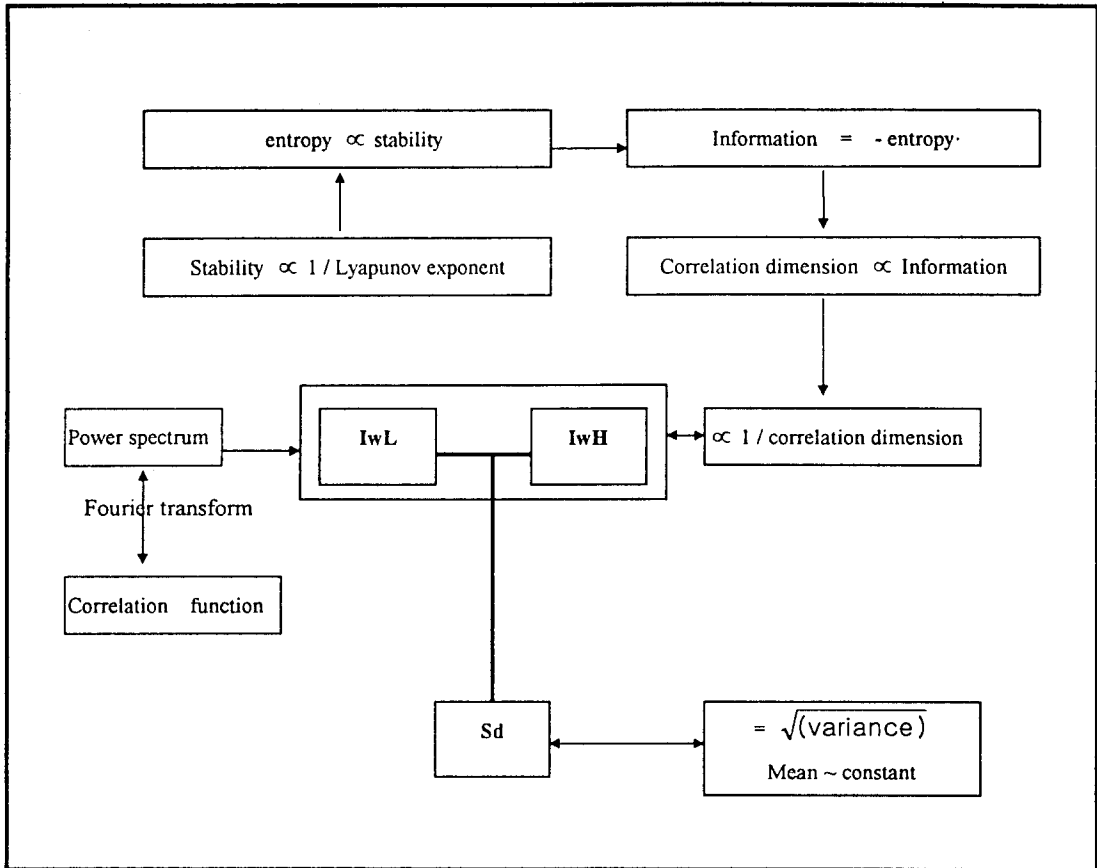 entropy ∝ stability
Information = - entropy·
Stability ∝ 1 / Lyapunov exponent
Correlation dimension ∝ Information
Power spectrum
IwL
IwH
∝ 1 / correlation dimension
Fourier transform
Correlation function
Sd
= √(variance)
Mean ~ constant